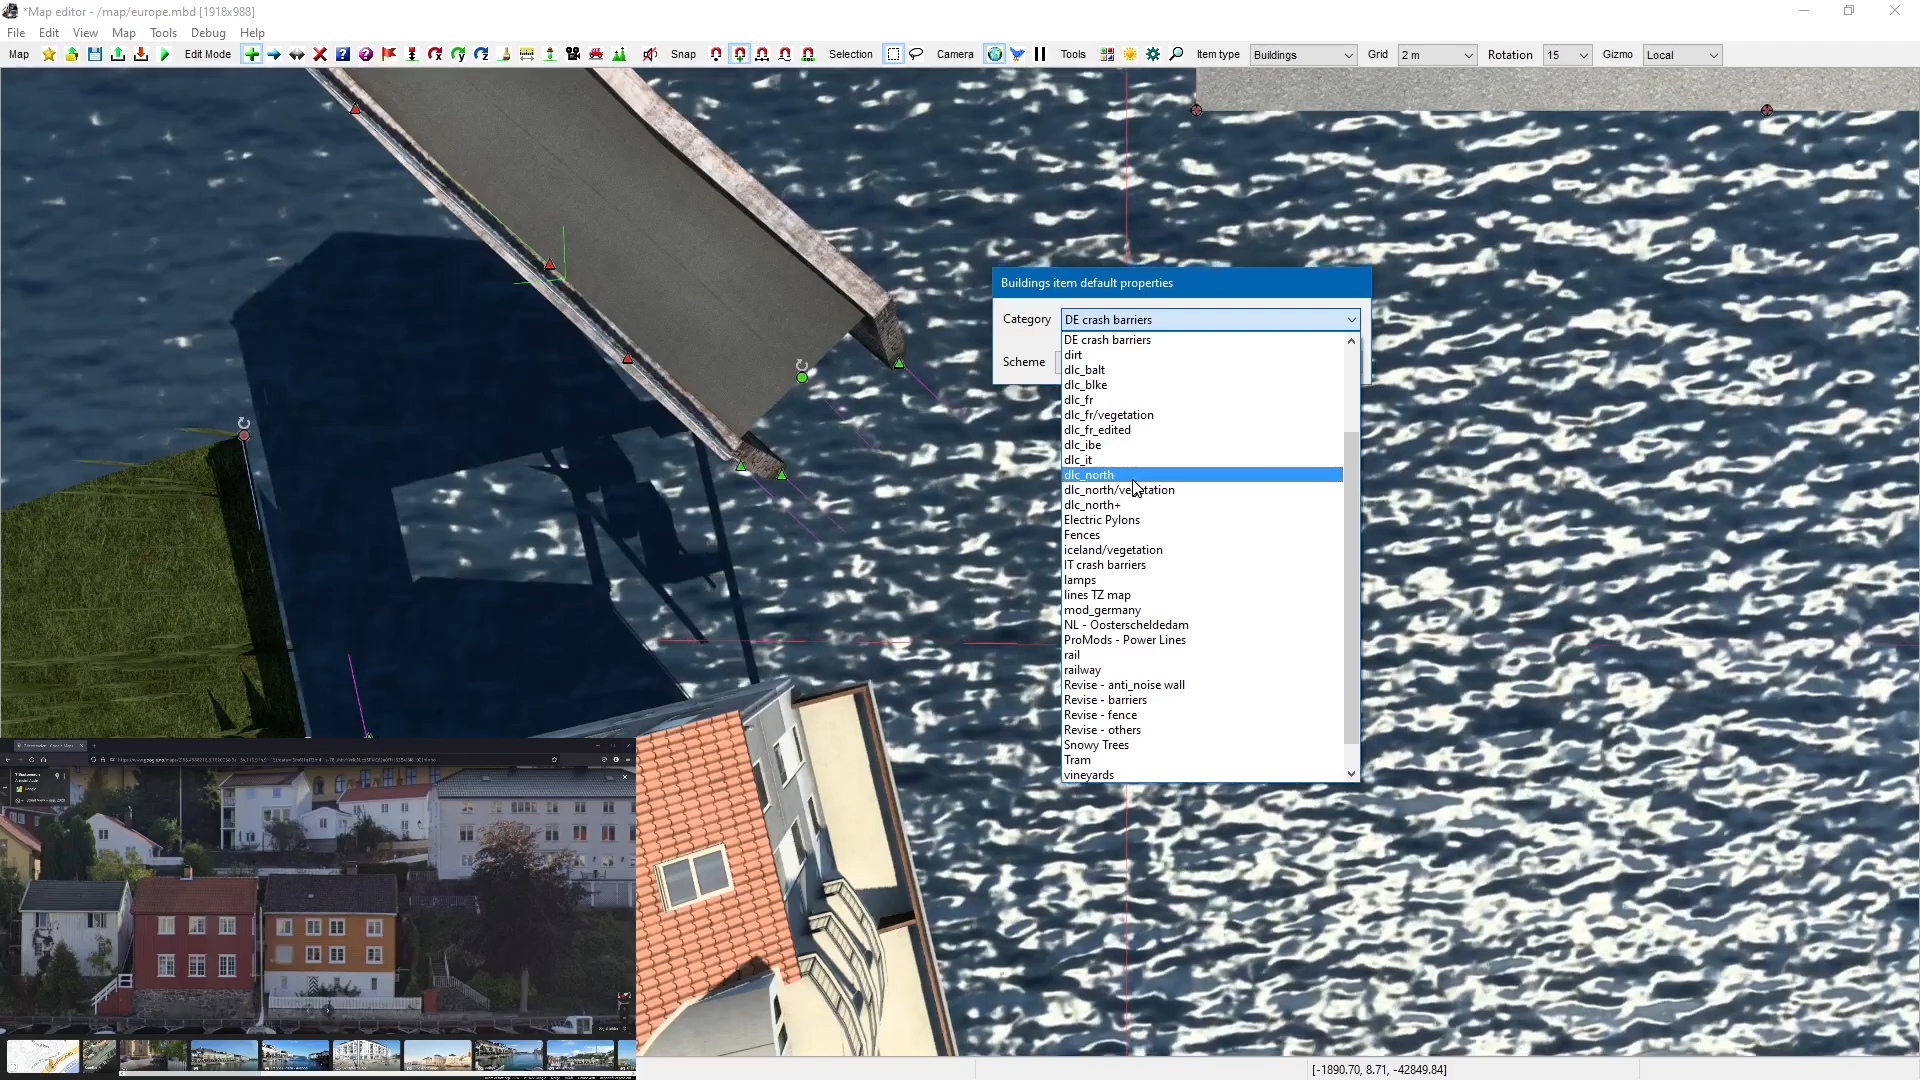 *Map editor - /map/europe.mbd [1918x988]
File Edit View Map Tools Debug Help
Map Edit Mode Snap Selection Camera Tools Item type Buildings Grid 2 m Rotation 15 Gizmo Local
Buildings item default properties
Category DE crash barriers
Scheme
DE crash barriers
dirt
dlc_balt
dlc_blke
dlc_fr
dlc_fr/vegetation
dlc_fr_edited
dlc_ibe
dlc_it
dlc_north
dlc_north/vegetation
dlc_north+
Electric Pylons
Fences
iceland/vegetation
IT crash barriers
lamps
lines TZ map
mod_germany
NL - Oosterscheldedam
ProMods - Power Lines
rail
railway
Revise - anti_noise wall
Revise - barriers
Revise - fence
Revise - others
Snowy Trees
Tram
vineyards
[-1890.70, 8.71, -42849.84]